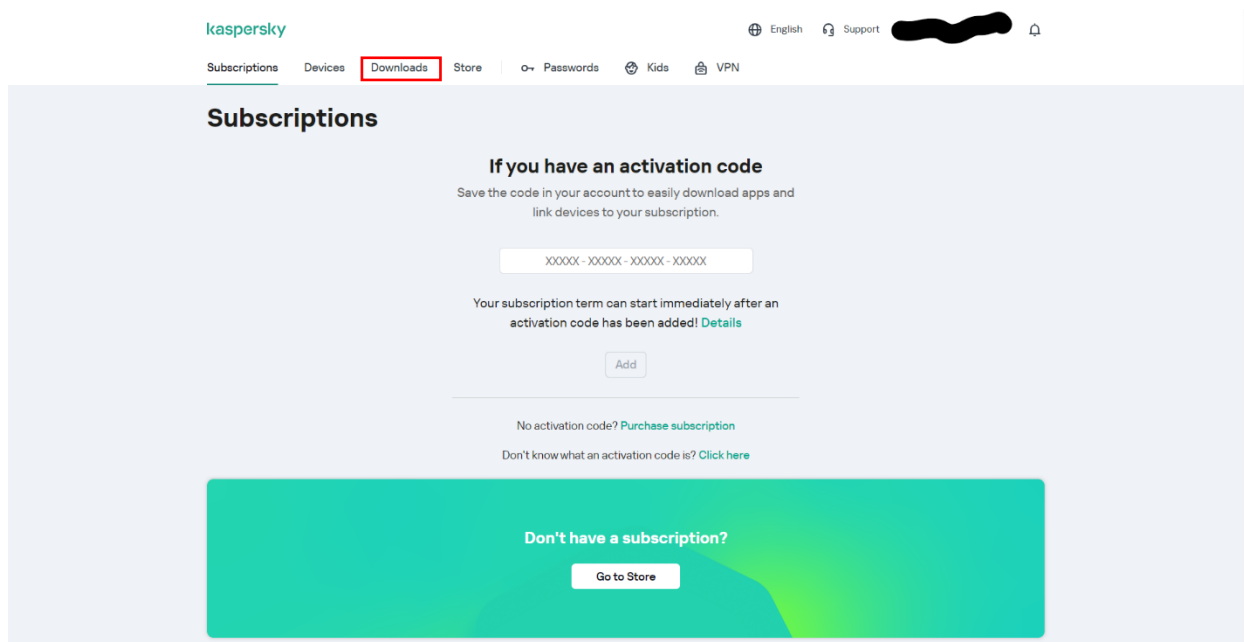 kaspersky
English Support
Subscriptions Devices Downloads Store Passwords Kids VPN
Subscriptions
If you have an activation code
Save the code in your account to easily download apps and
link devices to your subscription.
XXXXX - XXXXX - XXXXX - XXXXX
Your subscription term can start immediately after an
activation code has been added! Details
Add
No activation code? Purchase subscription
Don't know what an activation code is? Click here
Don't have a subscription?
Go to Store